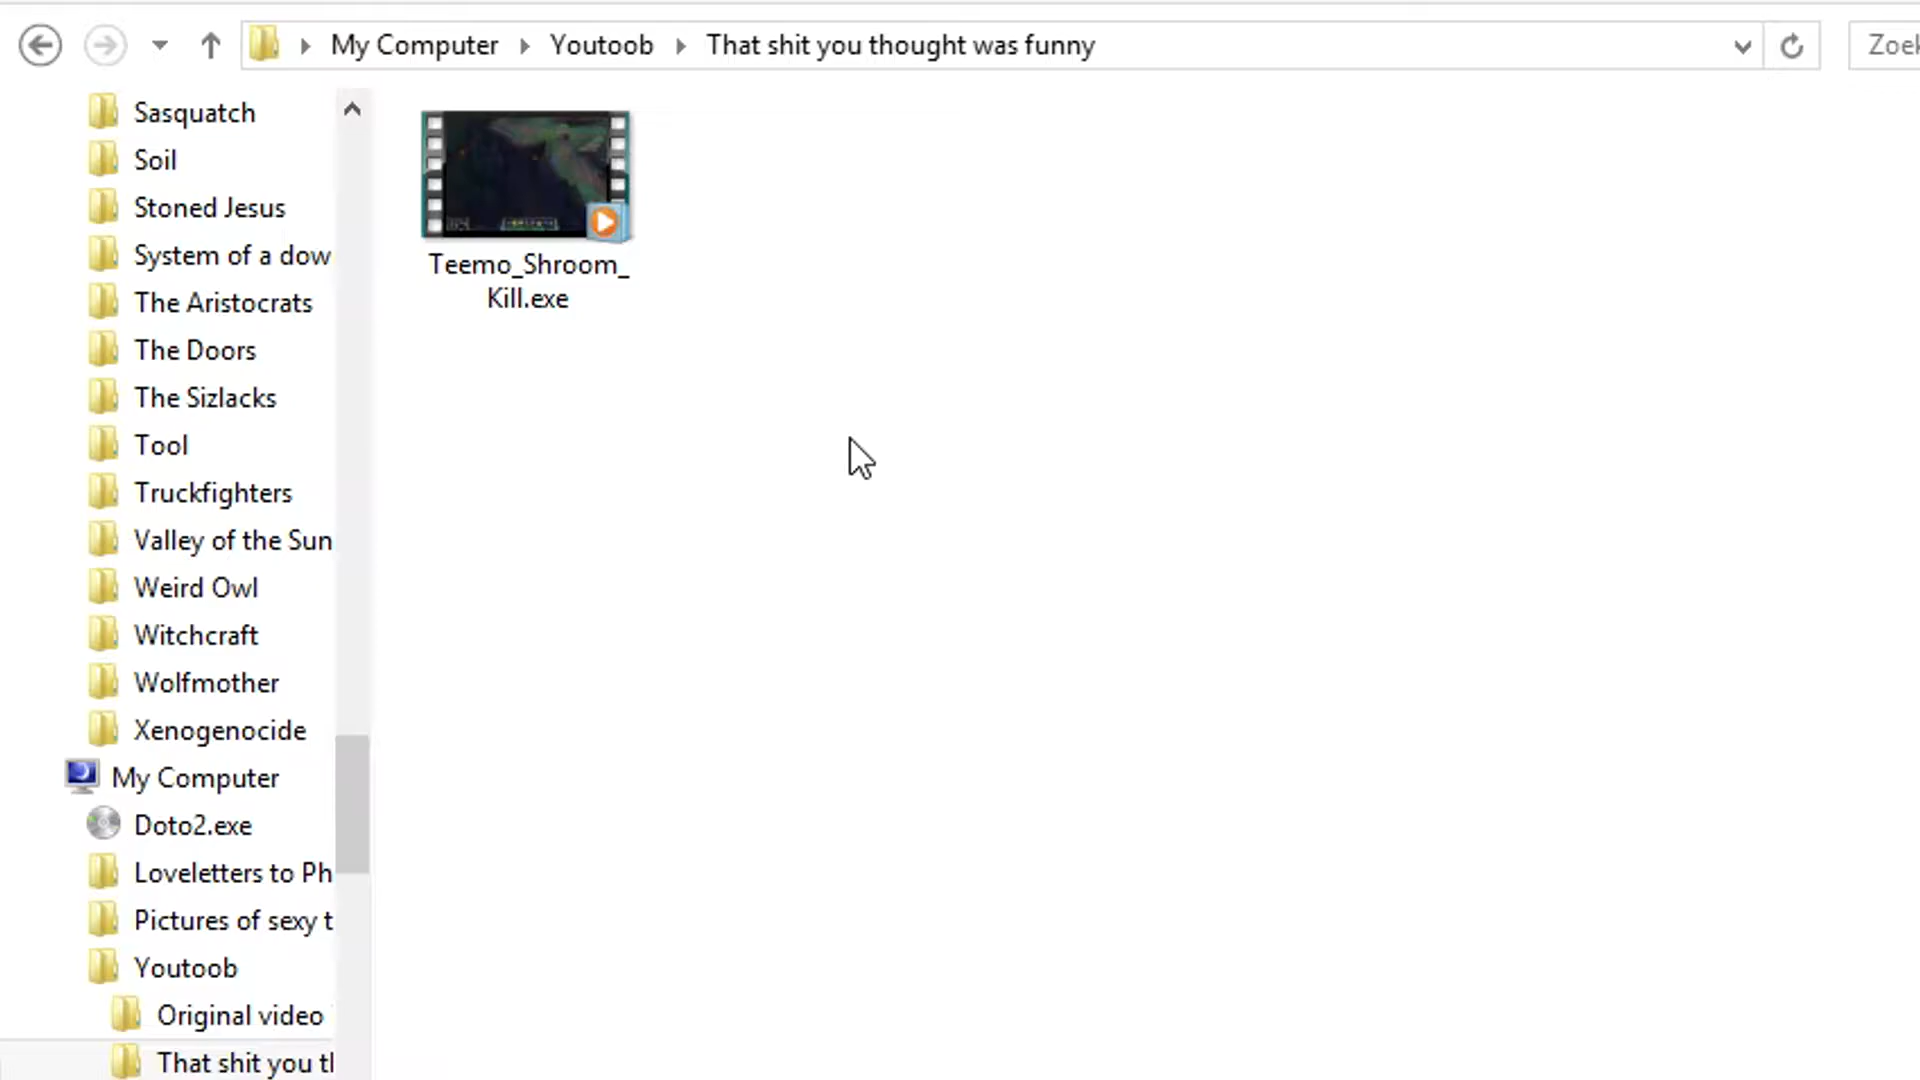 My Computer Youtoob That shit you thought was funny
Zoek
Sasquatch
Soil
Stoned Jesus
System of a dow
The Aristocrats
The Doors
The Sizlacks
Tool
Truckfighters
Valley of the Sun
Weird Owl
Witchcraft
Wolfmother
Xenogenocide
My Computer
Doto2.exe
Loveletters to Ph
Pictures of sexy t
Youtoob
Original video
That shit you th
Teemo_Shroom_
Kill.exe